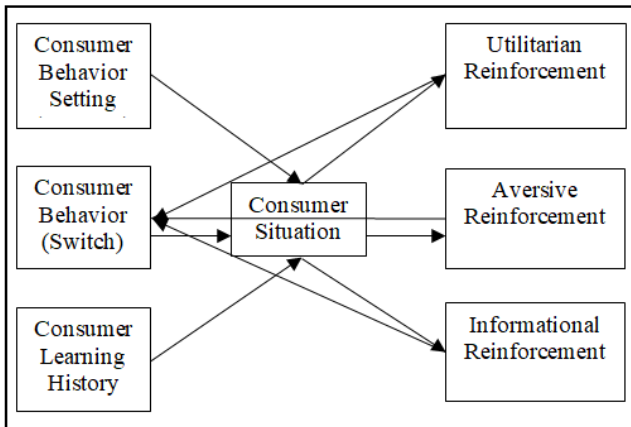 Consumer
Behavior
Setting
Utilitarian
Reinforcement
Consumer
Behavior
(Switch)
Consumer
Situation
Aversive
Reinforcement
Consumer
Learning
History
Informational
Reinforcement